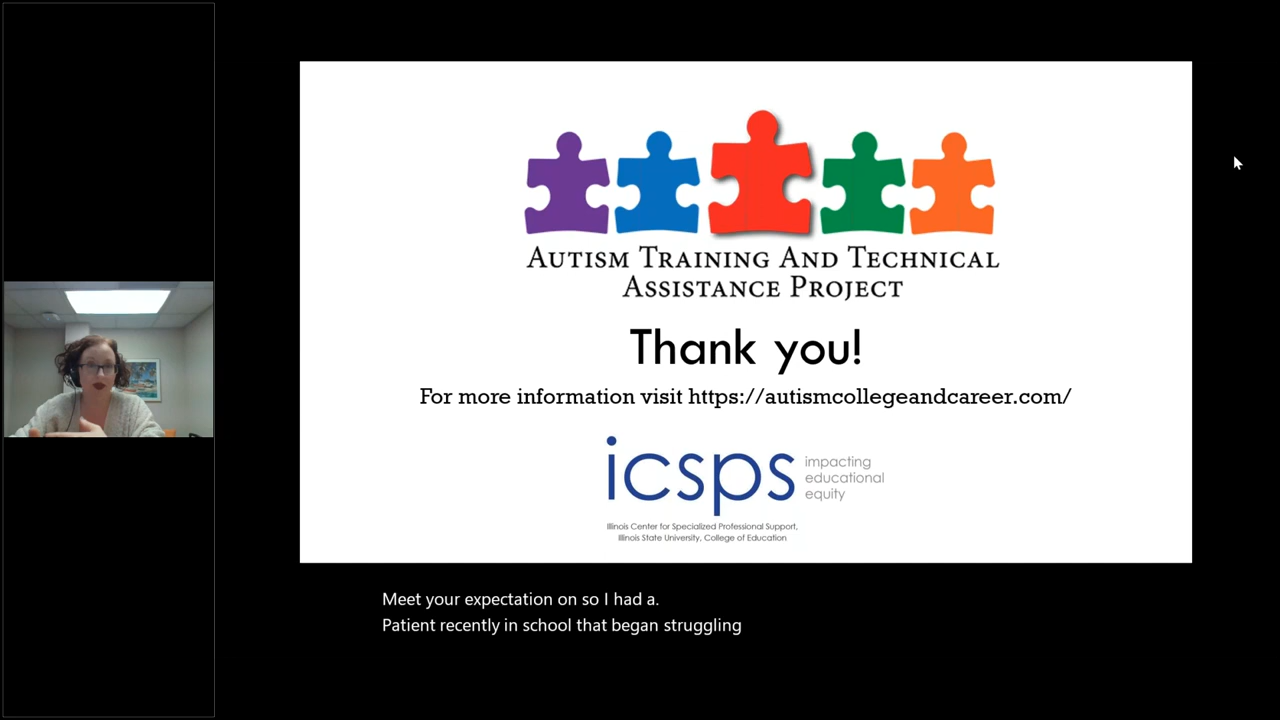 Autism Training And Technical
Assistance Project
Thank you!
For more information visit https://autismcollegeandcareer.com/
icsps
impacting
educational
equity
Illinois Center for Specialized Professional Support,
Illinois State University, College of Education
Meet your expectation on so I had a.
Patient recently in school that began struggling